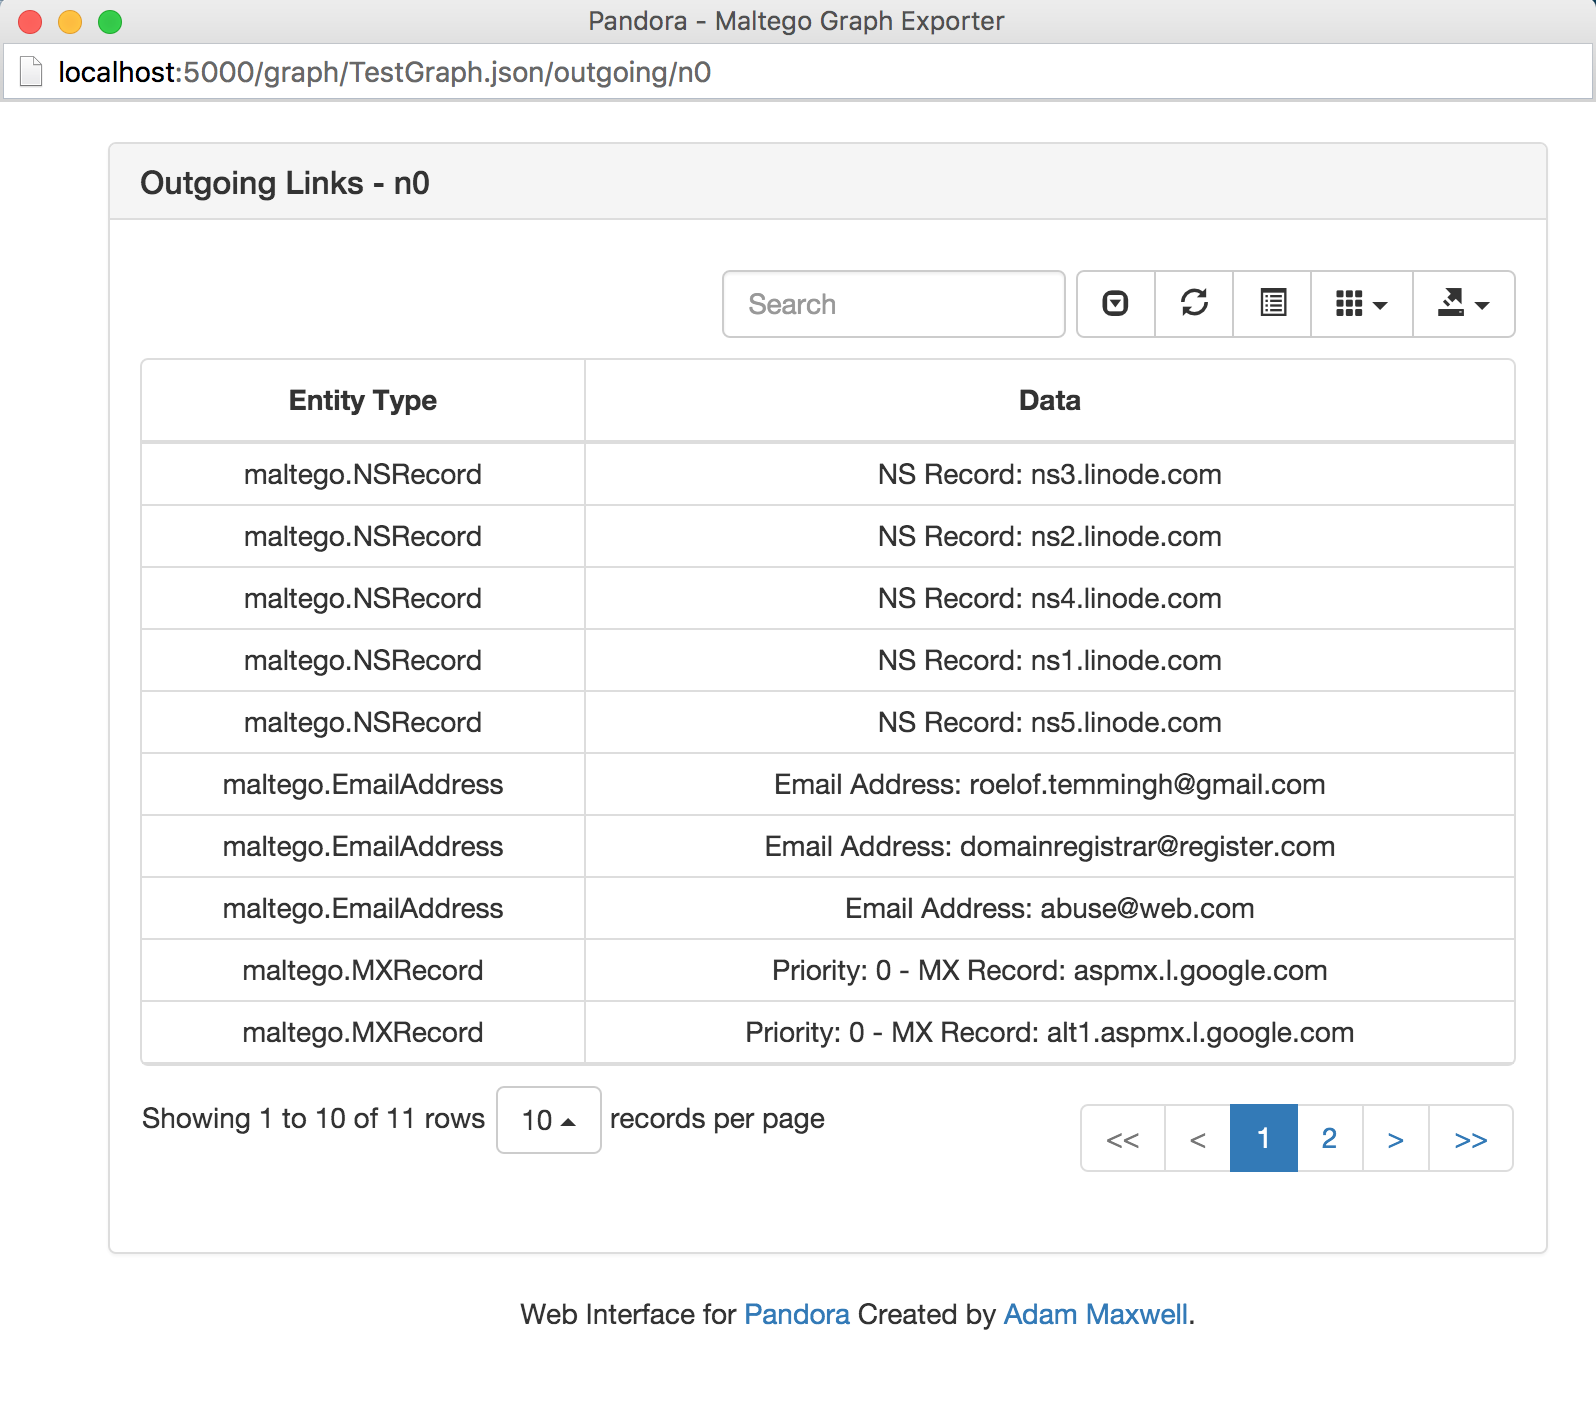 Pandora - Maltego Graph Exporter
localhost:5000/graph/TestGraph.json/outgoing/n0
Outgoing Links - n0
Search
Entity Type Data
maltego.NSRecord NS Record: ns3.linode.com
maltego.NSRecord NS Record: ns2.linode.com
maltego.NSRecord NS Record: ns4.linode.com
maltego.NSRecord NS Record: ns1.linode.com
maltego.NSRecord NS Record: ns5.linode.com
maltego.EmailAddress Email Address: roelof.temmingh@gmail.com
maltego.EmailAddress Email Address: domainregistrar@register.com
maltego.EmailAddress Email Address: abuse@web.com
maltego.MXRecord Priority: 0 - MX Record: aspmx.l.google.com
maltego.MXRecord Priority: 0 - MX Record: alt1.aspmx.l.google.com
Showing 1 to 10 of 11 rows 10 records per page << < 1 2 > >>
Web Interface for Pandora Created by Adam Maxwell.